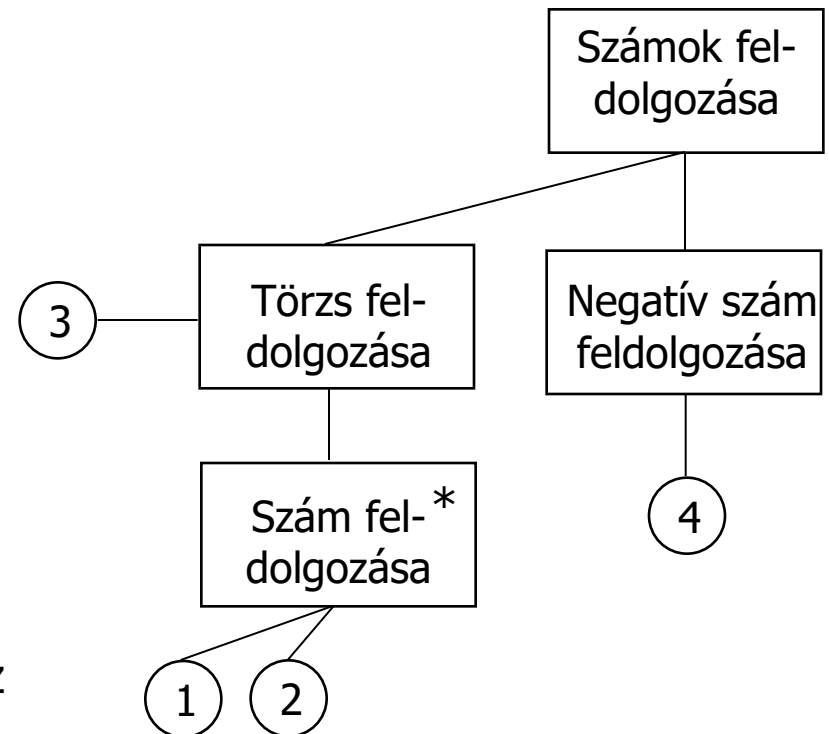 Számok fel-
dolgozása
3
Törzs fel-
dolgozása
Negatív szám
feldolgozása
Szám fel-*
dolgozása
4
z
1
2